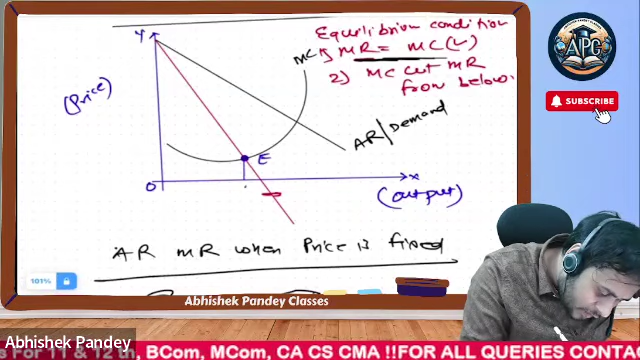 Equilibrium condition
1) MR = MC (✓)
2) MC cut MR
from below.
Y
(Price)
MC
AR/Demand
E
O
X
(output)
AR MR when Price is fixed
APG
SUBSCRIBE
101%
Abhishek Pandey Classes
Abhishek Pandey
s For 11 & 12 th, BCom, MCom, CA CS CMA !!FOR ALL QUERIES CONTA